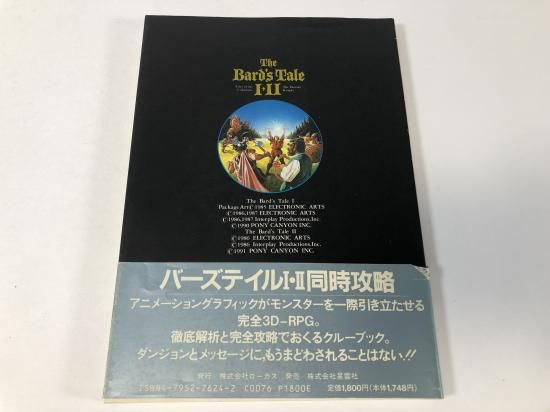 The
Bard's Tale
I・II
Tales of the Unknown
The Destiny Knight
The Bard's Tale I
Package Art©1985 ELECTRONIC ARTS
©1986,1987 ELECTRONIC ARTS
©1986,1987 Interplay Productions,Inc.
©1990 PONY CANYON INC.
The Bard's Tale II
©1986 ELECTRONIC ARTS
©1986 Interplay Productions,Inc.
©1991 PONY CANYON INC.
バーズテイルI・II同時攻略
アニメーショングラフィックがモンスターを一際引き立たせる
完全3D-RPG。
徹底解析と完全攻略でおくるクルーブック。
ダンジョンとメッセージに、もうまどわされることはない!!
発行 株式会社ローカス 発売 株式会社星雲社
ISBN4-7952-7624-2 C0076 P1800E 定価1,800円(本体1,748円)